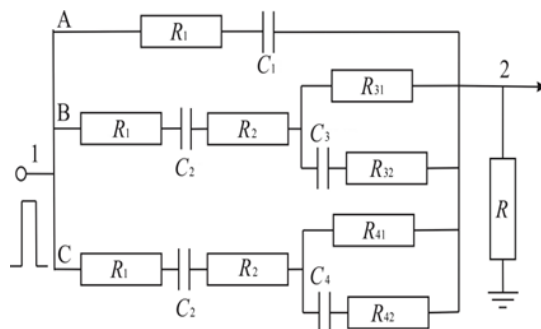 A
R₁
C₁
B
R₁
C₂
R₂
R₃₁
C₃
R₃₂
1
2
R
C
R₁
C₂
R₂
R₄₁
C₄
R₄₂